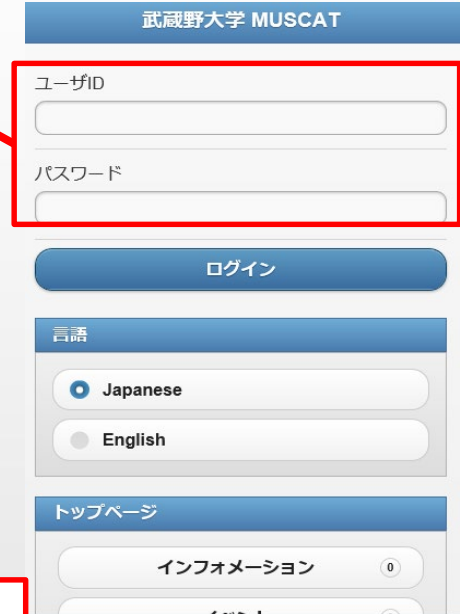 武蔵野大学 MUSCAT
ユーザID
パスワード
ログイン
言語
Japanese
English
トップページ
インフォメーション 0